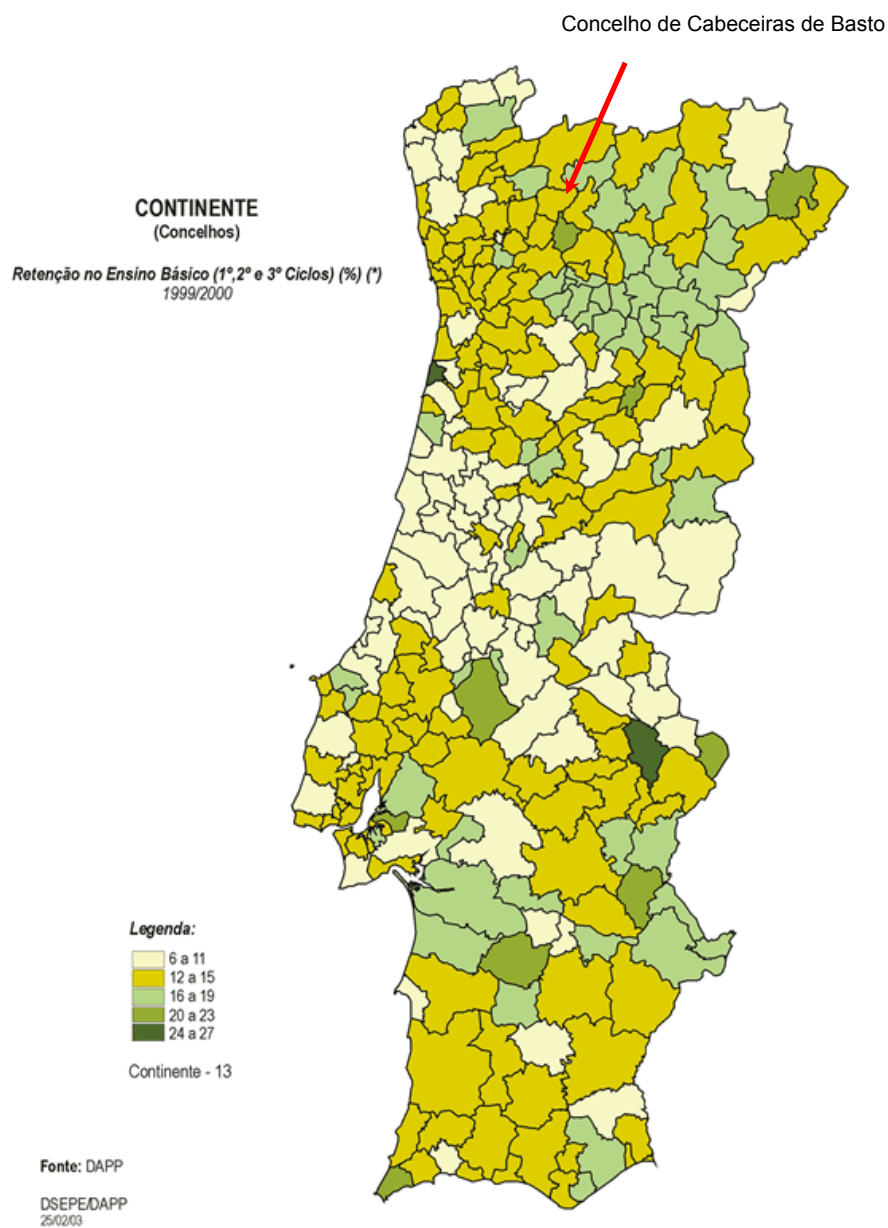 Concelho de Cabeceiras de Basto
CONTINENTE
(Concelhos)
Retenção no Ensino Básico (1º,2º e 3º Ciclos) (%) (*)
1999/2000
Legenda:
6 a 11
12 a 15
16 a 19
20 a 23
24 a 27
Continente - 13
Fonte: DAPP
DSEPE/DAPP
25/02/03